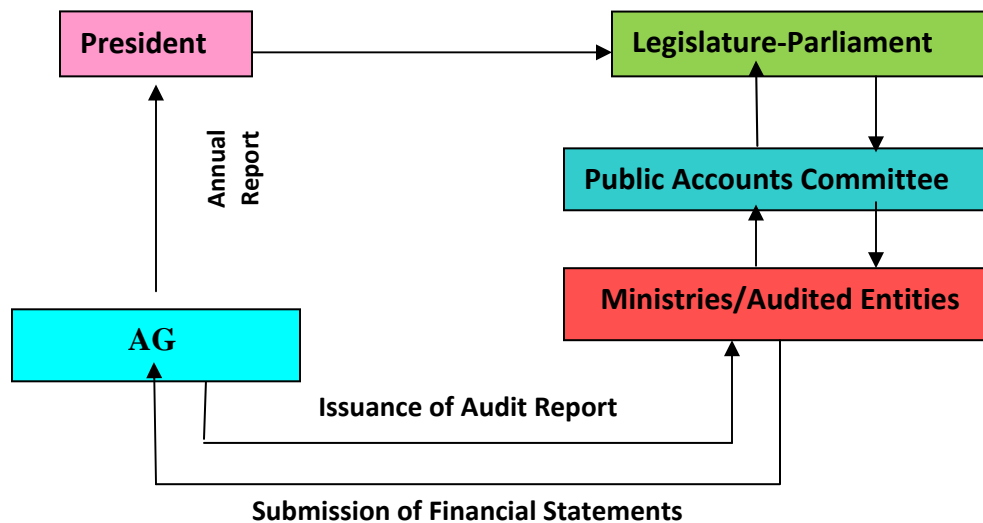 President
Legislature-Parliament
Annual
Report
Public Accounts Committee
Ministries/Audited Entities
AG
Issuance of Audit Report
Submission of Financial Statements